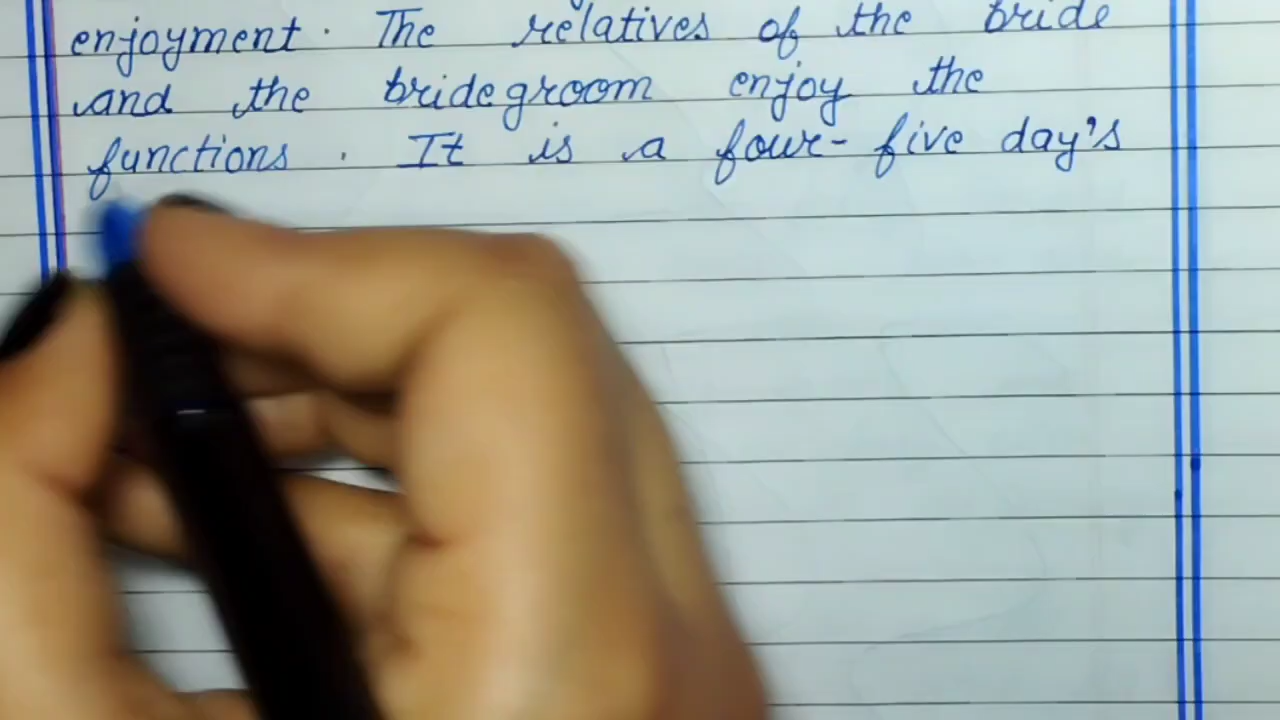 enjoyment. The relatives of the bride
and the bridegroom enjoy the
functions. It is a four-five day's